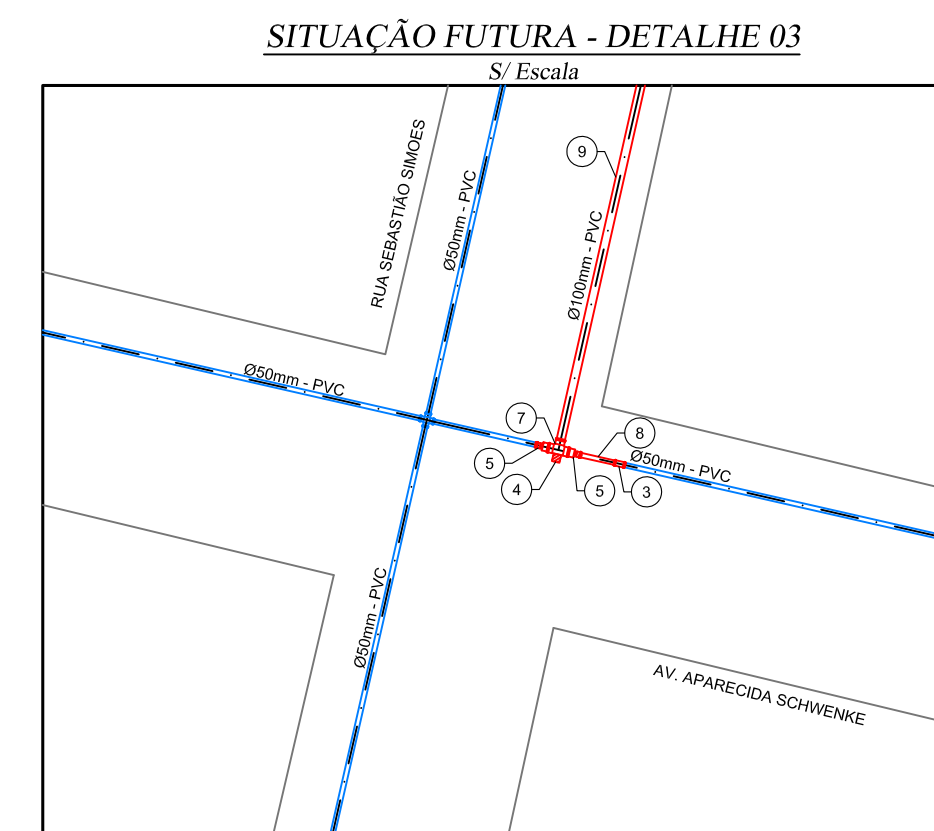 SITUAÇÃO FUTURA - DETALHE 03
S/ Escala
RUA SEBASTIÃO SIMOES
Ø50mm - PVC
9
Ø100mm - PVC
Ø50mm - PVC
7
8
Ø50mm - PVC
5
4
5
3
Ø50mm - PVC
AV. APARECIDA SCHWENKE